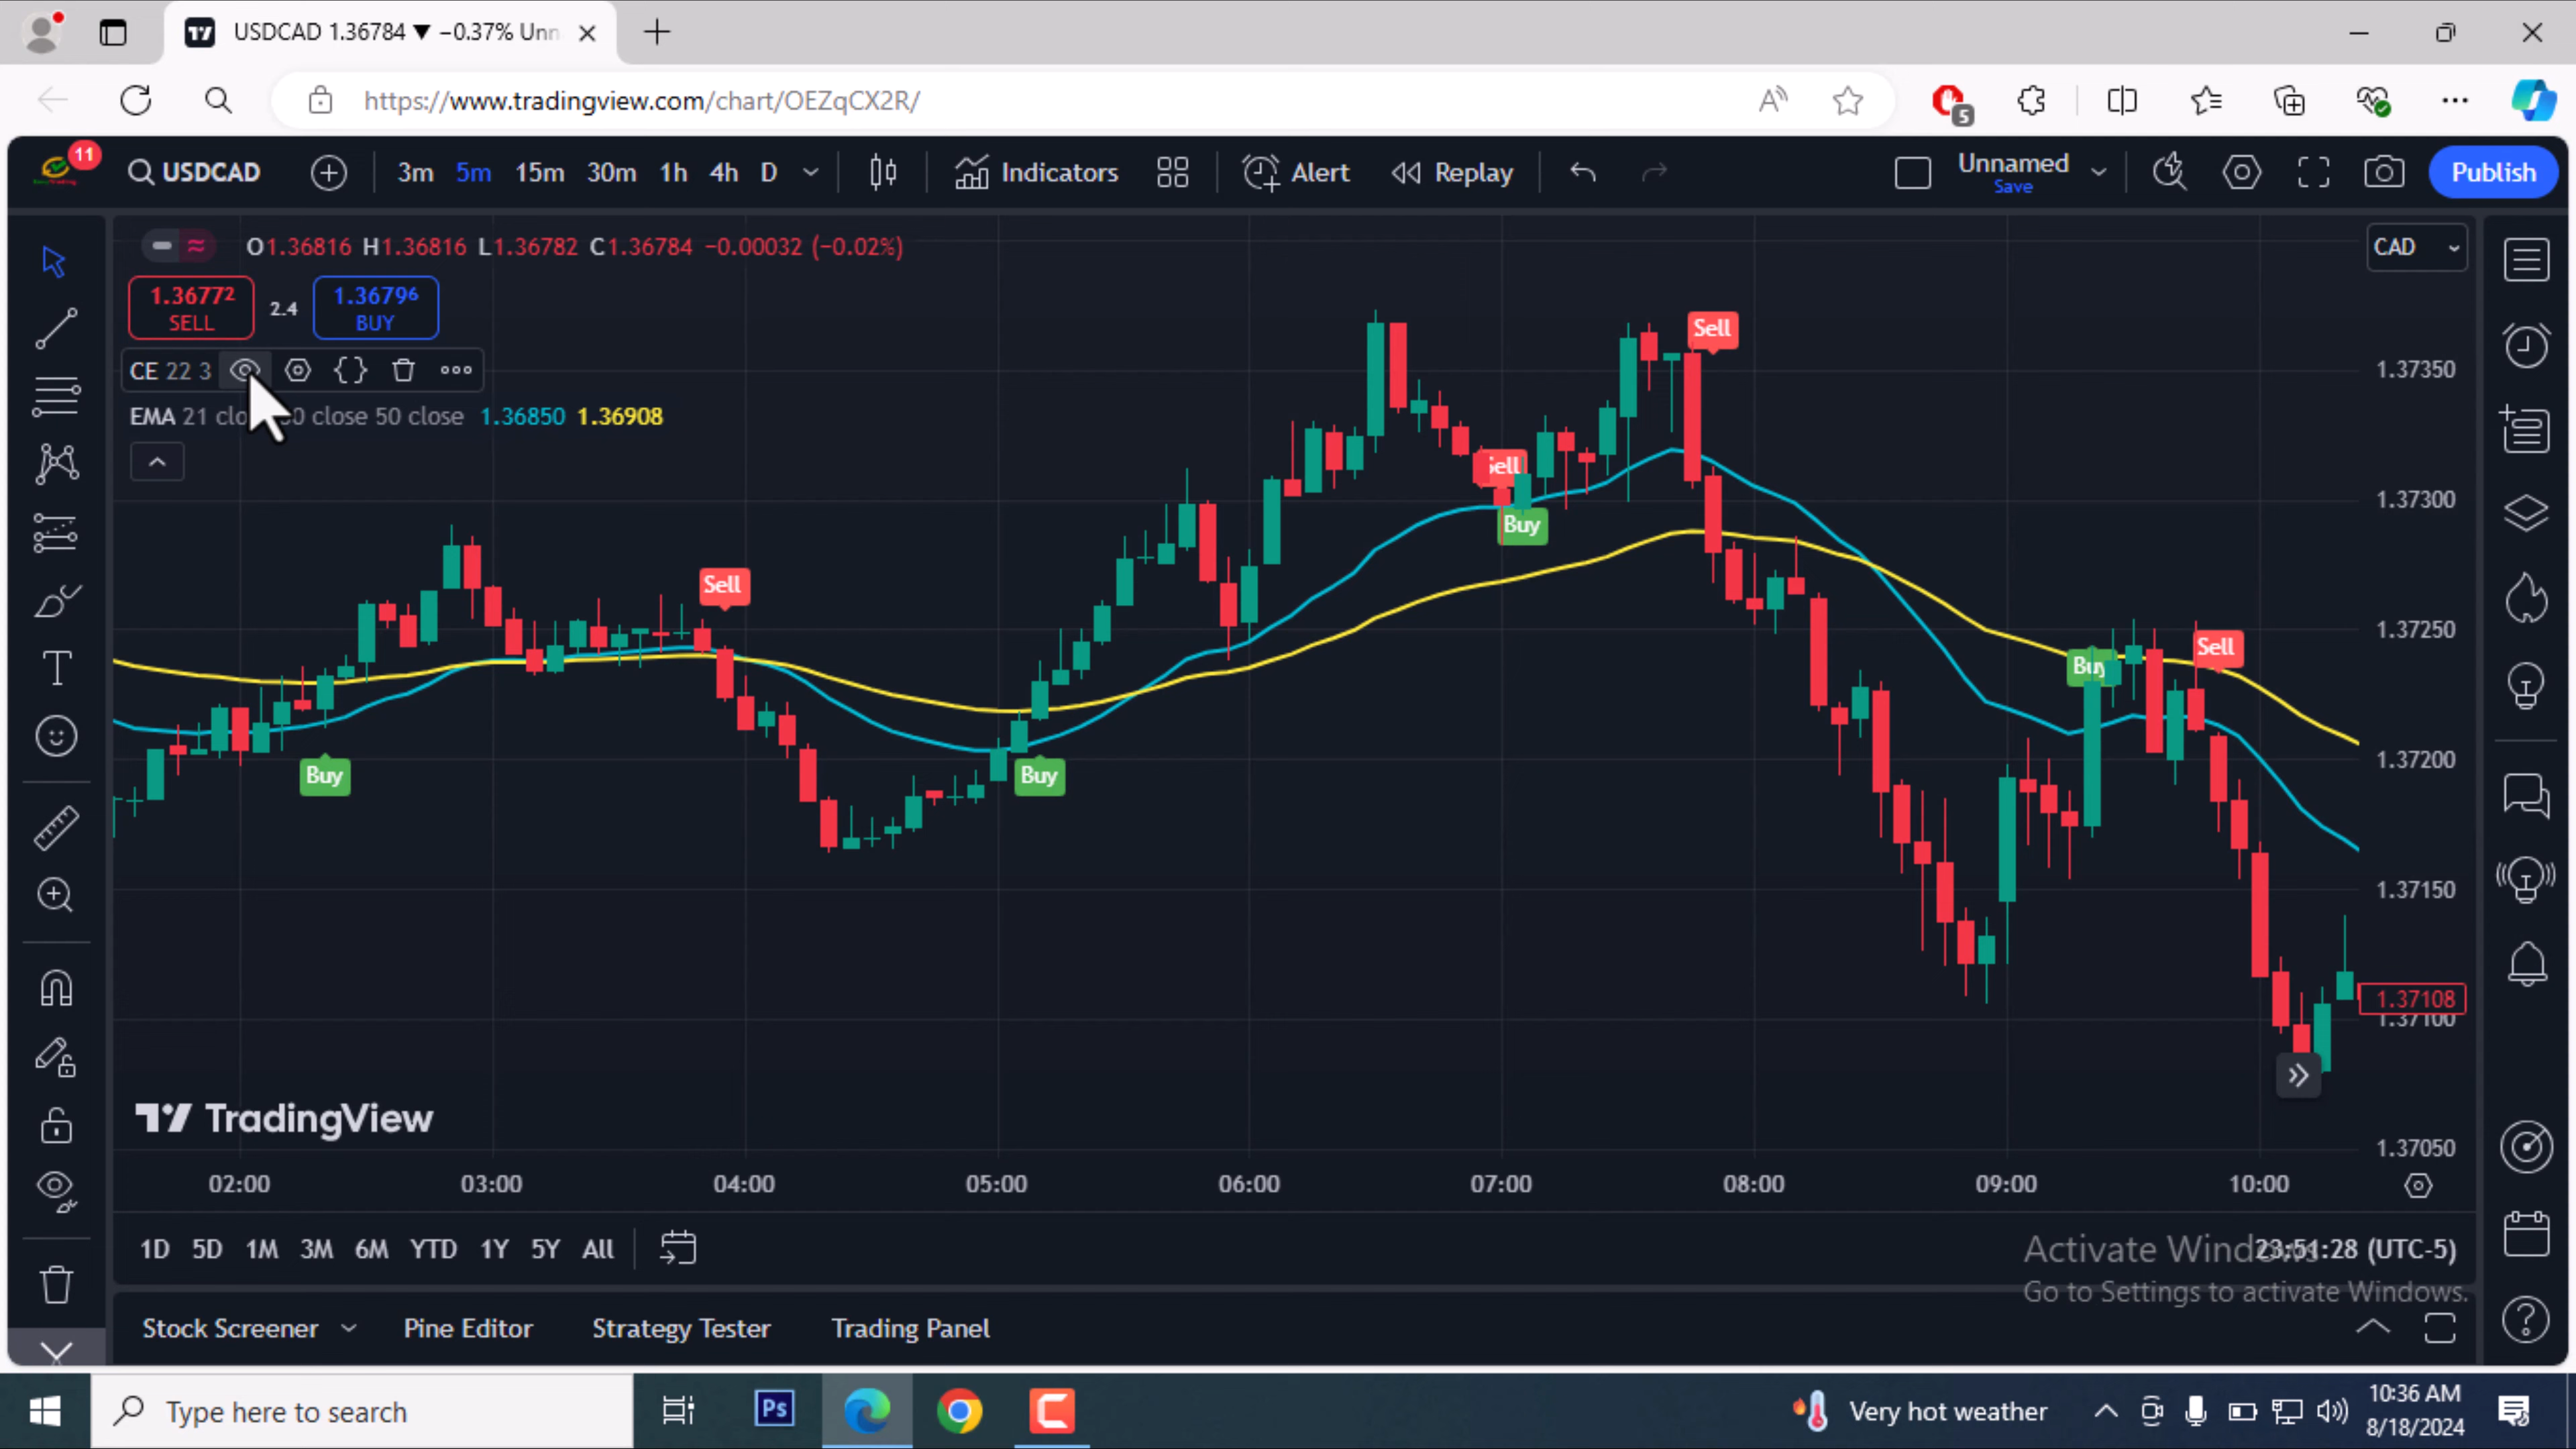 USDCAD 1.36784 ▼ −0.37% Unn
https://www.tradingview.com/chart/OEZqCX2R/
5
11
USDCAD 3m 5m 15m 30m 1h 4h D Indicators Alert Replay Unnamed Save Publish
O1.36816 H1.36816 L1.36782 C1.36784 −0.00032 (−0.02%)
CAD
1.36772 SELL 2.4 1.36796 BUY
CE 22 3
EMA 21 close 50 close 1.36850 1.36908
Sell
1.37350
Sell
1.37300
Buy
Sell
1.37250
Sell
Buy
Buy
Buy
1.37200
1.37150
1.37108
1.37100
TradingView
1.37050
02:00 03:00 04:00 05:00 06:00 07:00 08:00 09:00 10:00
1D 5D 1M 3M 6M YTD 1Y 5Y All
23:51:28 (UTC-5)
Activate Windows
Go to Settings to activate Windows.
Stock Screener Pine Editor Strategy Tester Trading Panel
Type here to search
Ps
Very hot weather
10:36 AM
8/18/2024